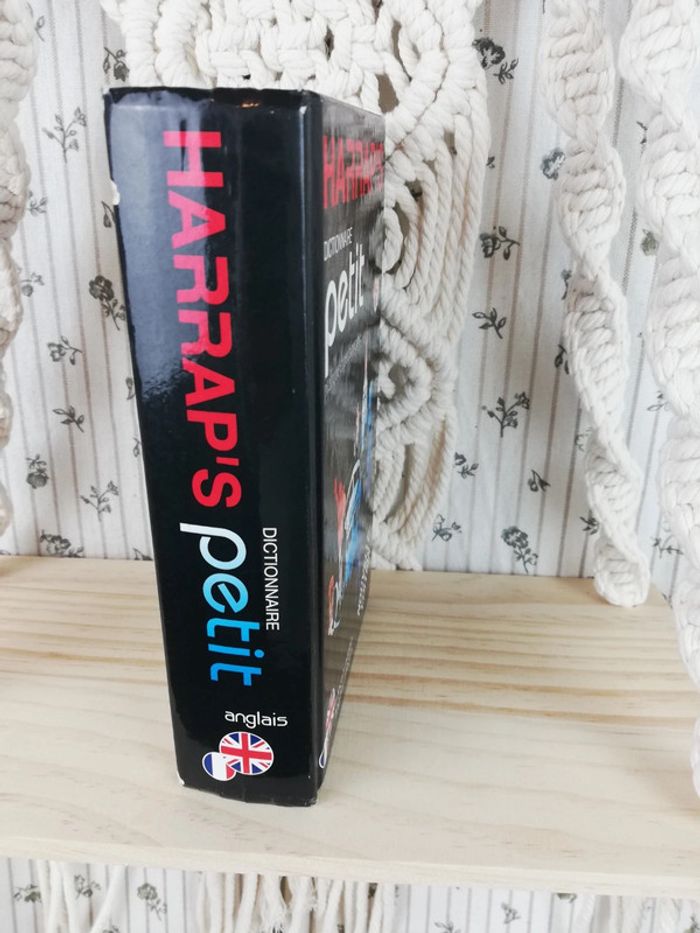 HARRAP'S
DICTIONNAIRE
petit
anglais
HARRAP'S
DICTIONNAIRE
petit